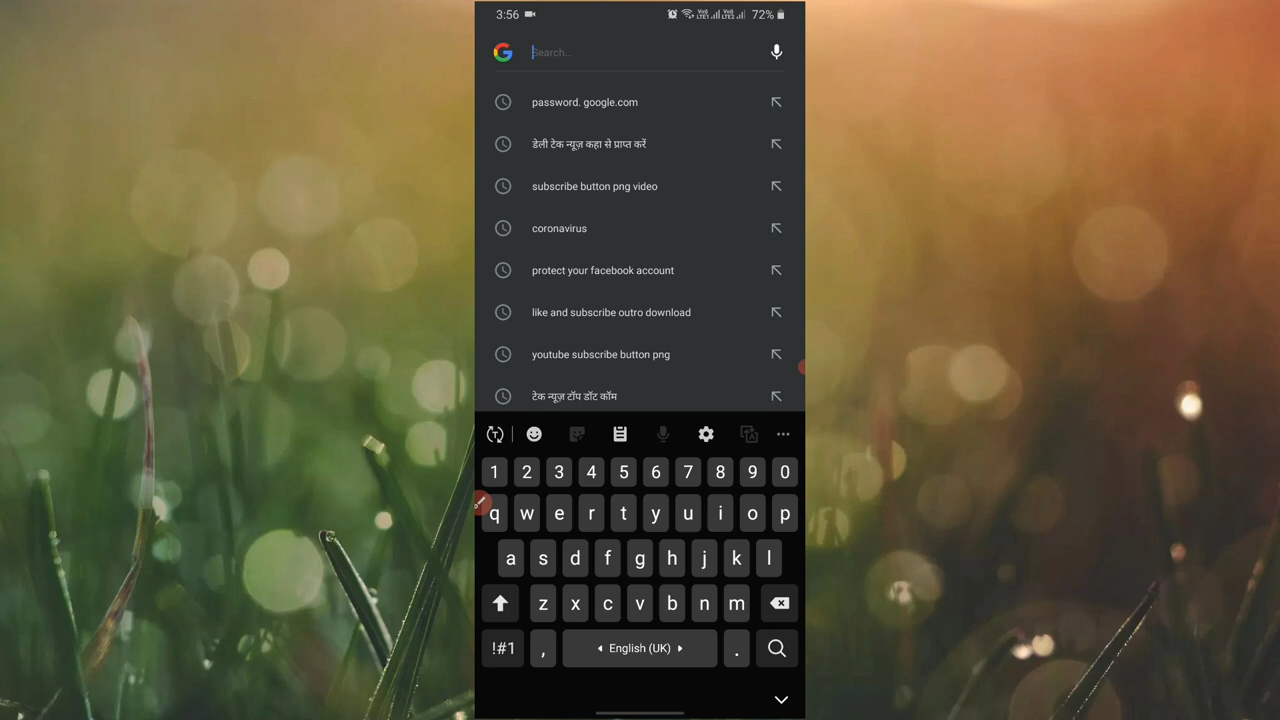 3:56 72%
Search...
password. google.com
डेली टेक न्यूज़ कहा से प्राप्त करें
subscribe button png video
coronavirus
protect your facebook account
like and subscribe outro download
youtube subscribe button png
टेक न्यूज़ टॉप डॉट कॉम
1 2 3 4 5 6 7 8 9 0
q w e r t y u i o p
a s d f g h j k l
z x c v b n m
!#1 , English (UK) .